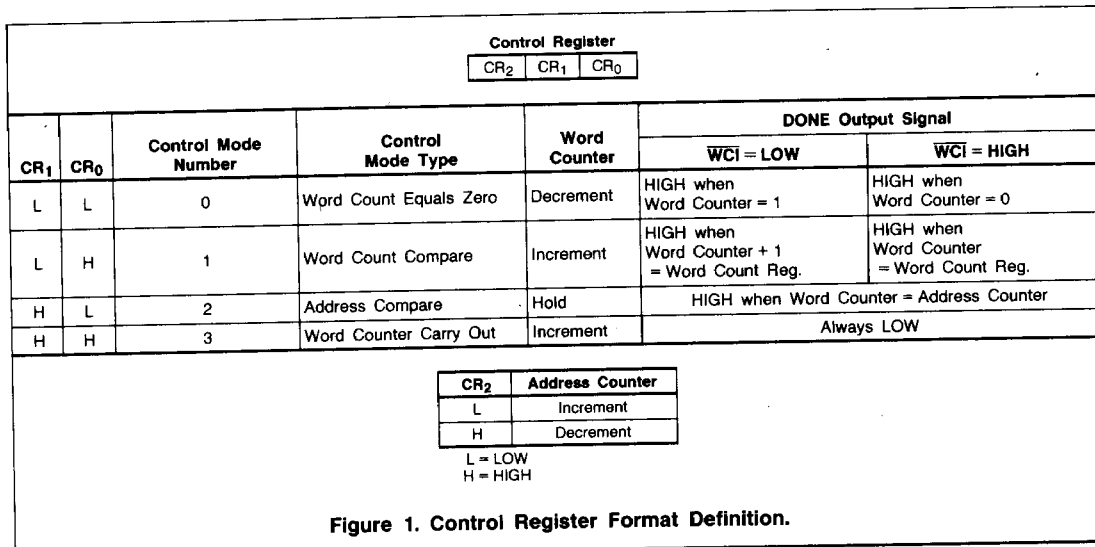 Control Register
CR2 CR1 CR0
DONE Output Signal
CR1 CR0 Control Mode Number Control Mode Type Word Counter W̅C̅I̅ = LOW W̅C̅I̅ = HIGH
L L 0 Word Count Equals Zero Decrement HIGH when Word Counter = 1 HIGH when Word Counter = 0
L H 1 Word Count Compare Increment HIGH when Word Counter + 1 = Word Count Reg. HIGH when Word Counter = Word Count Reg.
H L 2 Address Compare Hold HIGH when Word Counter = Address Counter
H H 3 Word Counter Carry Out Increment Always LOW
CR2 Address Counter
L Increment
H Decrement
L = LOW
H = HIGH
Figure 1. Control Register Format Definition.